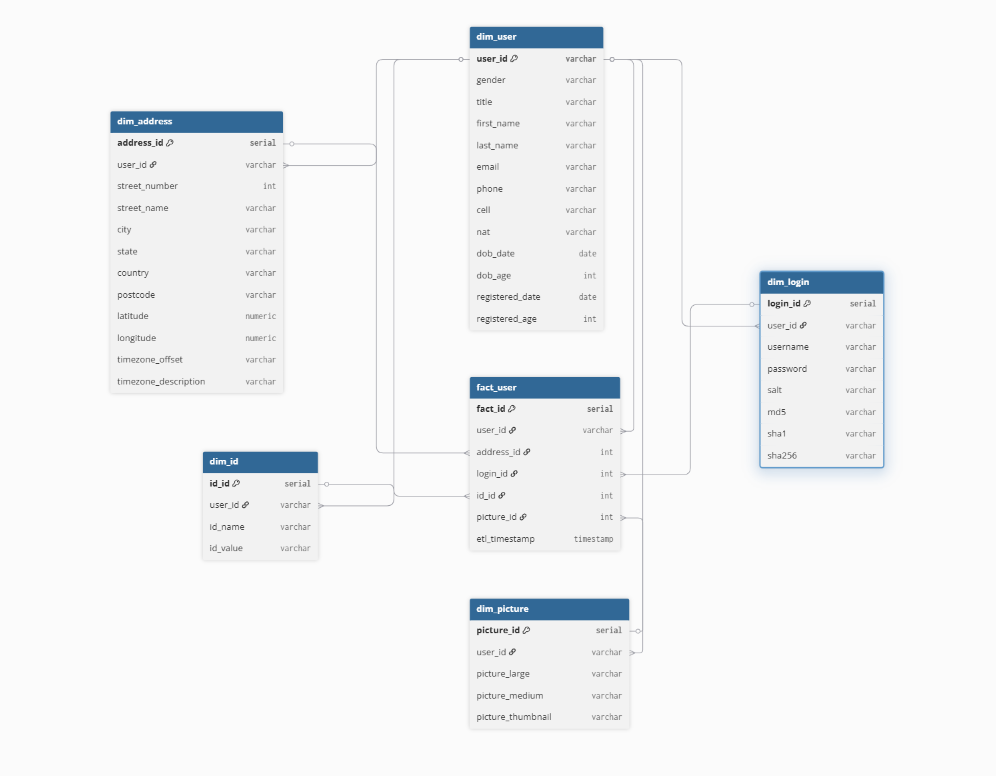 dim_user
user_id varchar
gender varchar
title varchar
first_name varchar
last_name varchar
email varchar
phone varchar
cell varchar
nat varchar
dob_date date
dob_age int
registered_date date
registered_age int
dim_address
address_id serial
user_id varchar
street_number int
street_name varchar
city varchar
state varchar
country varchar
postcode varchar
latitude numeric
longitude numeric
timezone_offset varchar
timezone_description varchar
dim_login
login_id serial
user_id varchar
username varchar
password varchar
salt varchar
md5 varchar
sha1 varchar
sha256 varchar
fact_user
fact_id serial
user_id varchar
address_id int
login_id int
id_id int
picture_id int
etl_timestamp timestamp
dim_id
id_id serial
user_id varchar
id_name varchar
id_value varchar
dim_picture
picture_id serial
user_id varchar
picture_large varchar
picture_medium varchar
picture_thumbnail varchar